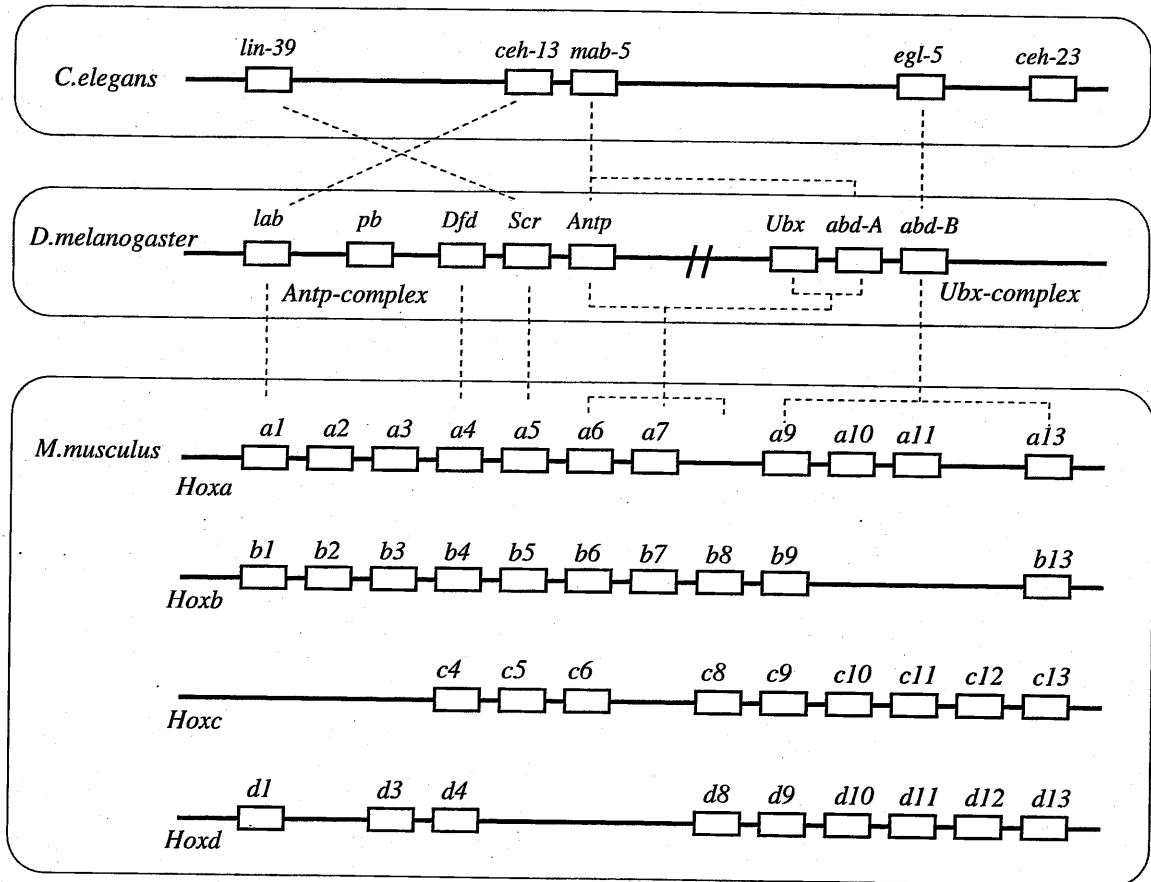 lin-39 ceh-13 mab-5 egl-5 ceh-23
C.elegans
lab pb Dfd Scr Antp Ubx abd-A abd-B
D.melanogaster
Antp-complex Ubx-complex
a1 a2 a3 a4 a5 a6 a7 a9 a10 a11 a13
M.musculus
Hoxa
b1 b2 b3 b4 b5 b6 b7 b8 b9 b13
Hoxb
c4 c5 c6 c8 c9 c10 c11 c12 c13
Hoxc
d1 d3 d4 d8 d9 d10 d11 d12 d13
Hoxd